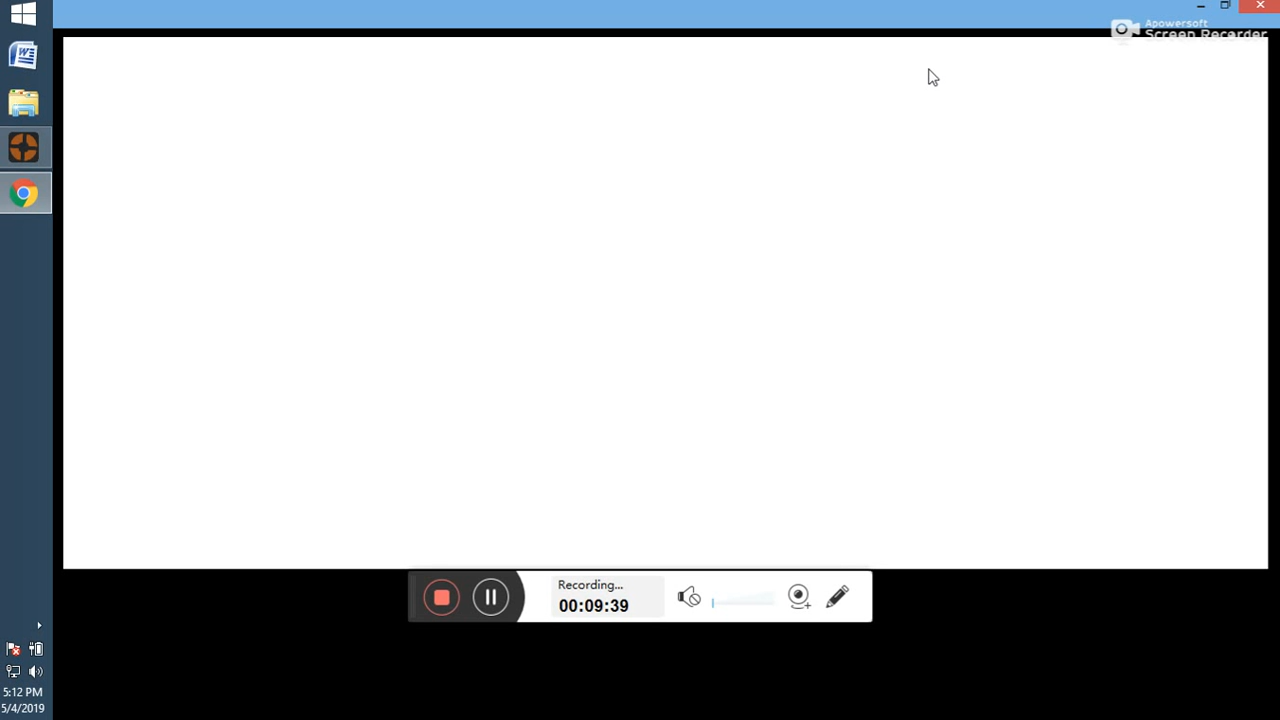 Apowersoft
Screen Recorder
Recording...
00:09:39
5:12 PM
5/4/2019